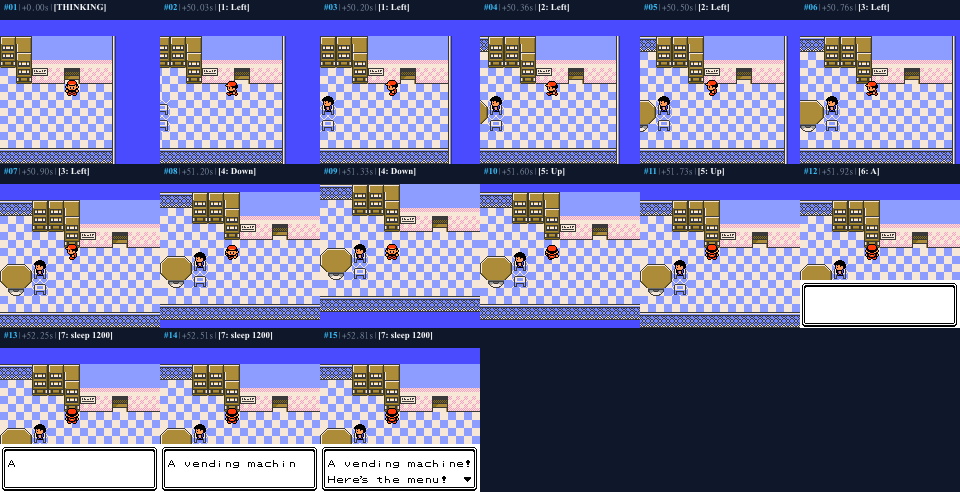 #01 | +0.00s | [THINKING]
#02 | +50.03s | [1: Left]
#03 | +50.20s | [1: Left]
#04 | +50.36s | [2: Left]
#05 | +50.50s | [2: Left]
#06 | +50.76s | [3: Left]
#07 | +50.90s | [3: Left]
#08 | +51.20s | [4: Down]
#09 | +51.33s | [4: Down]
#10 | +51.60s | [5: Up]
#11 | +51.73s | [5: Up]
#12 | +51.92s | [6: A]
#13 | +52.25s | [7: sleep 1200]
#14 | +52.51s | [7: sleep 1200]
#15 | +52.81s | [7: sleep 1200]
A
A vending machin
A vending machine!
Here's the menu!